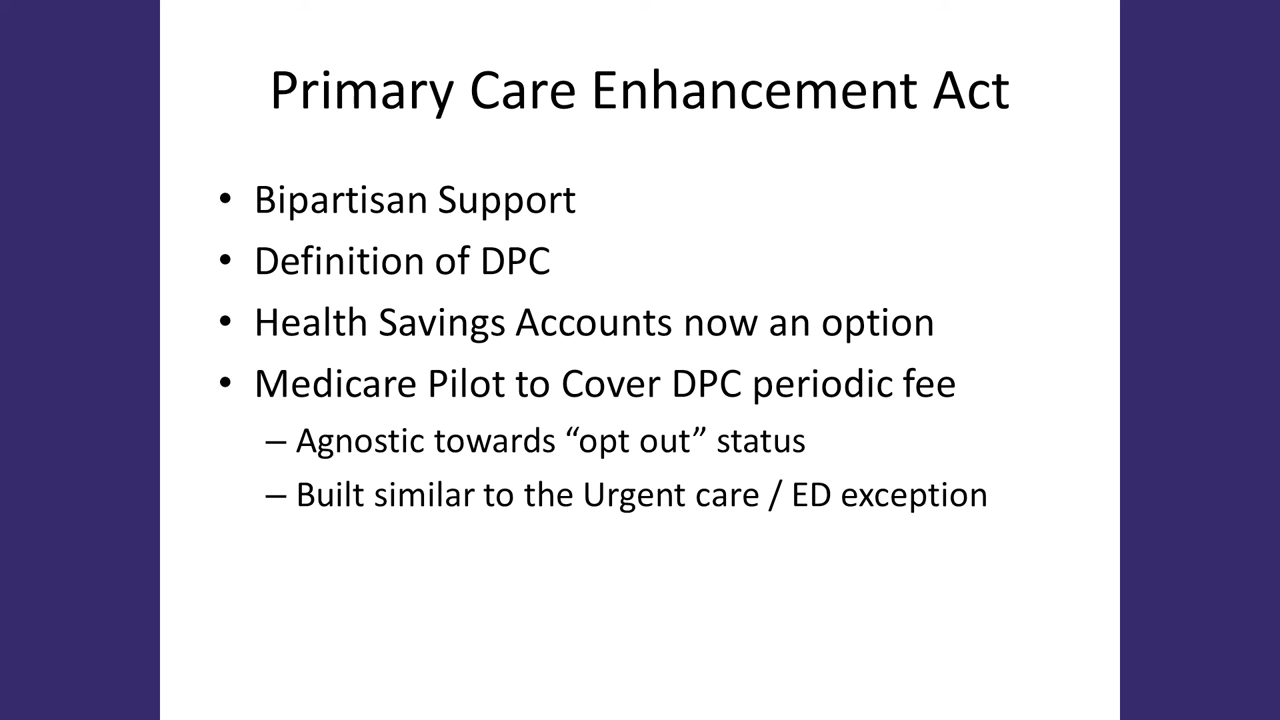 Primary Care Enhancement Act
• Bipartisan Support
• Definition of DPC
• Health Savings Accounts now an option
• Medicare Pilot to Cover DPC periodic fee
– Agnostic towards “opt out” status
– Built similar to the Urgent care / ED exception